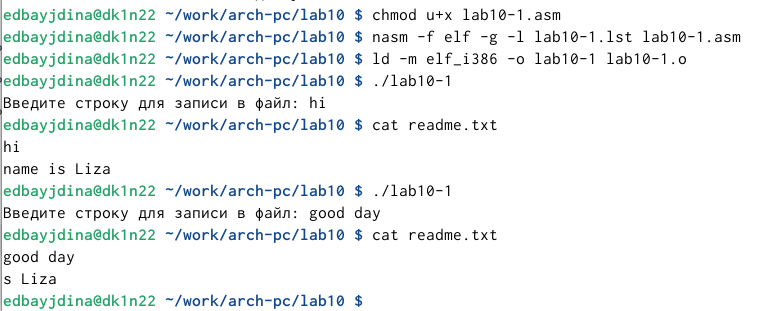 edbayjdina@dk1n22 ~/work/arch-pc/lab10 $ chmod u+x lab10-1.asm
edbayjdina@dk1n22 ~/work/arch-pc/lab10 $ nasm -f elf -g -l lab10-1.lst lab10-1.asm
edbayjdina@dk1n22 ~/work/arch-pc/lab10 $ ld -m elf_i386 -o lab10-1 lab10-1.o
edbayjdina@dk1n22 ~/work/arch-pc/lab10 $ ./lab10-1
Введите строку для записи в файл: hi
edbayjdina@dk1n22 ~/work/arch-pc/lab10 $ cat readme.txt
hi
name is Liza
edbayjdina@dk1n22 ~/work/arch-pc/lab10 $ ./lab10-1
Введите строку для записи в файл: good day
edbayjdina@dk1n22 ~/work/arch-pc/lab10 $ cat readme.txt
good day
s Liza
edbayjdina@dk1n22 ~/work/arch-pc/lab10 $